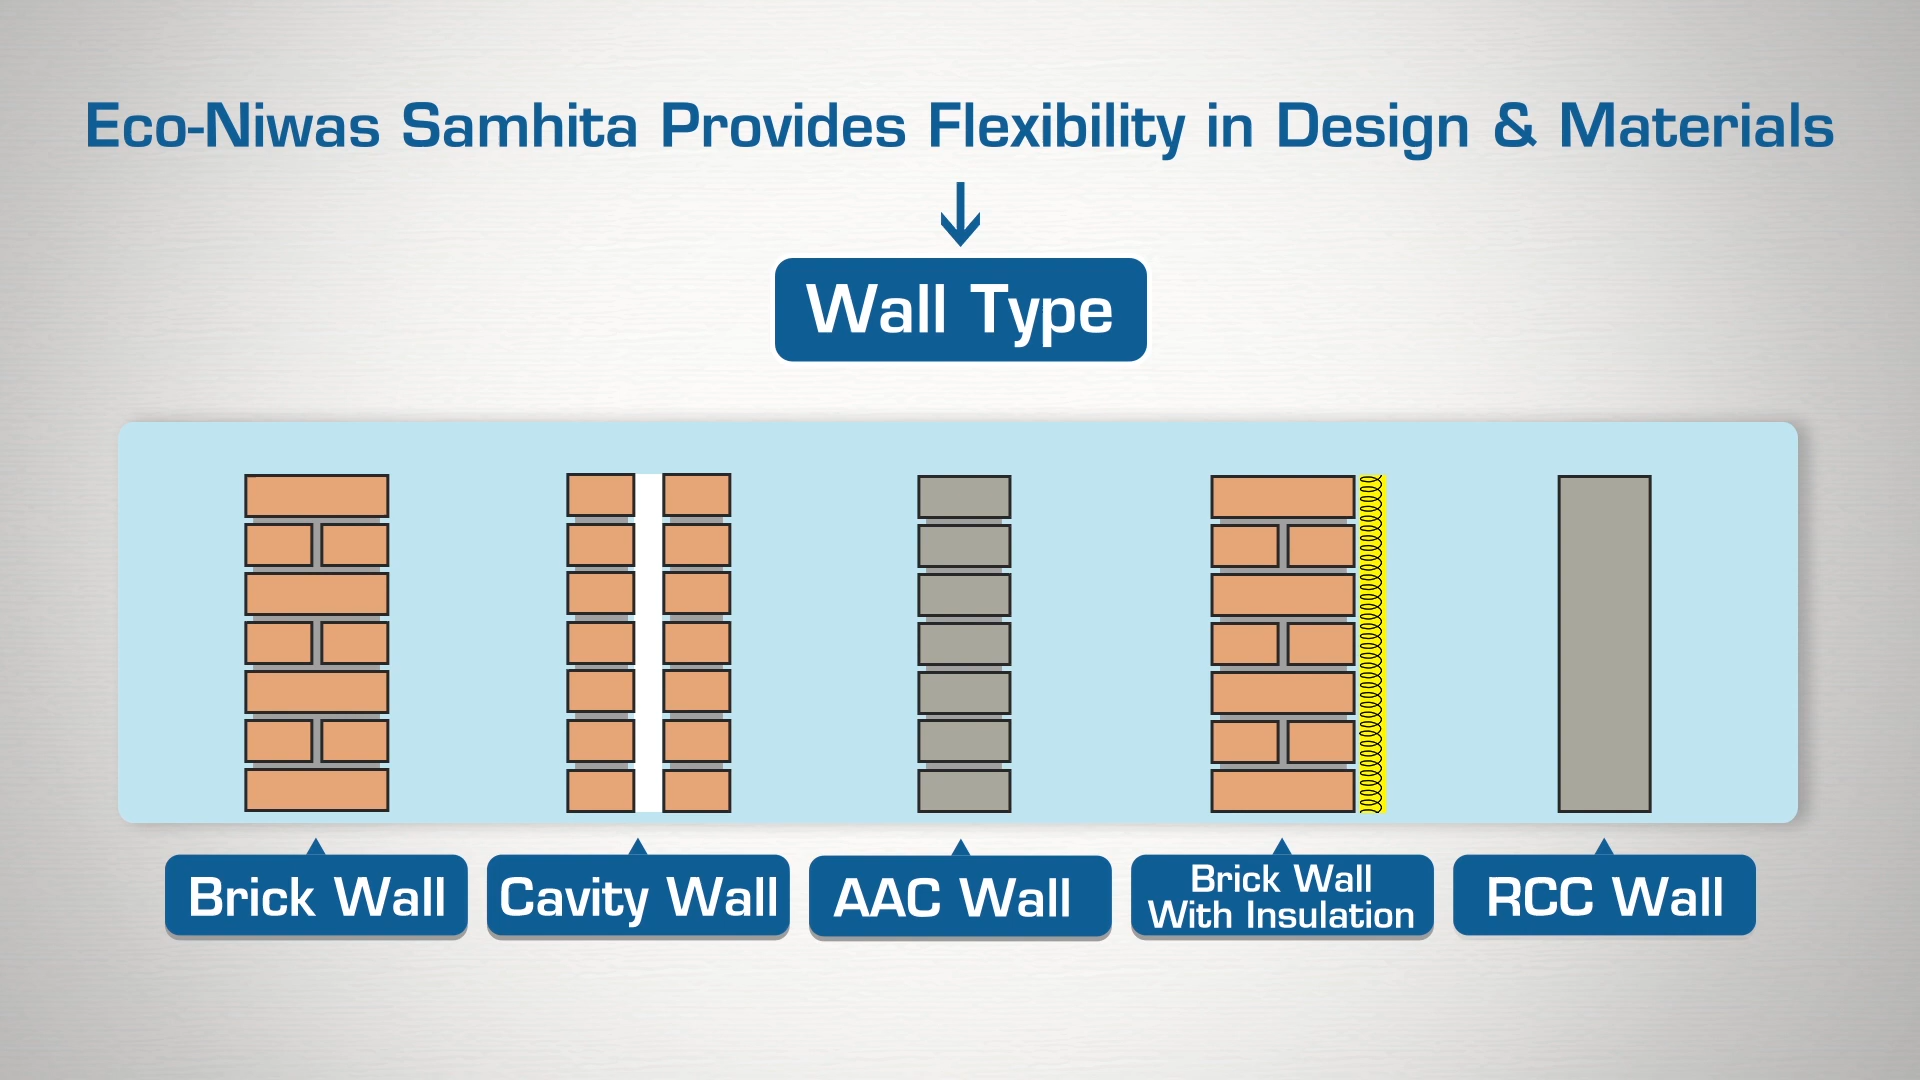 Eco-Niwas Samhita Provides Flexibility in Design & Materials
Wall Type
Brick Wall
Cavity Wall
AAC Wall
Brick Wall
With Insulation
RCC Wall